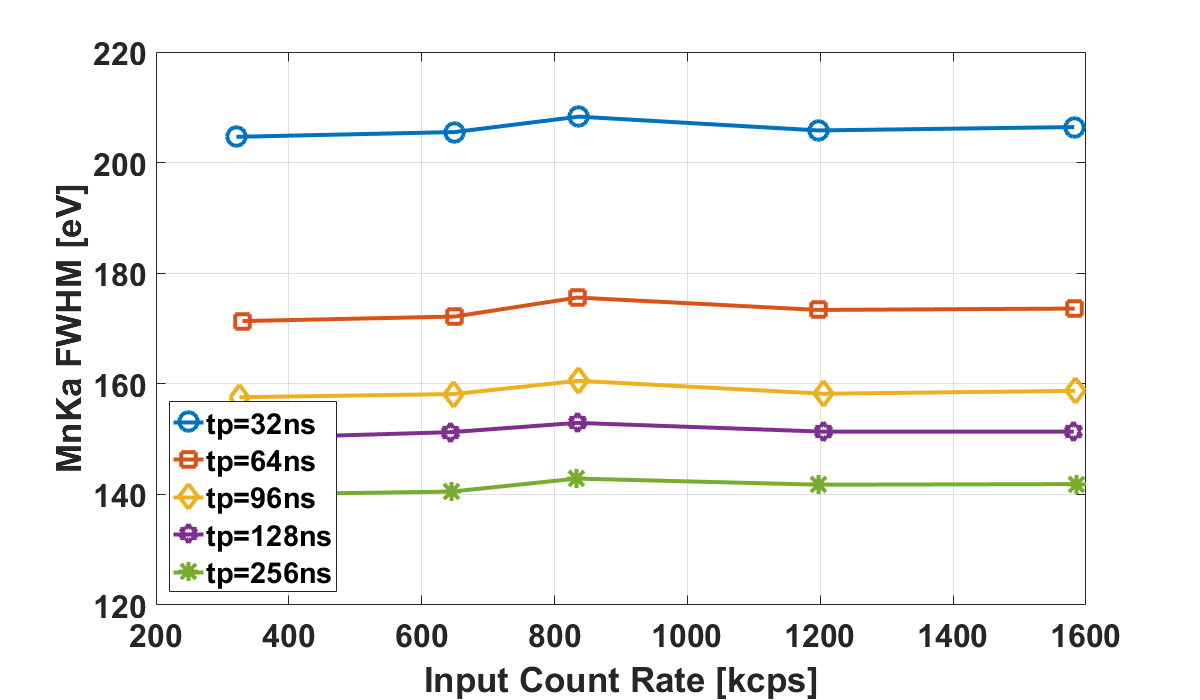 220
200
180
160
140
120
MnKa FWHM [eV]
tp=32ns
tp=64ns
tp=96ns
tp=128ns
tp=256ns
200 400 600 800 1000 1200 1400 1600
Input Count Rate [kcps]